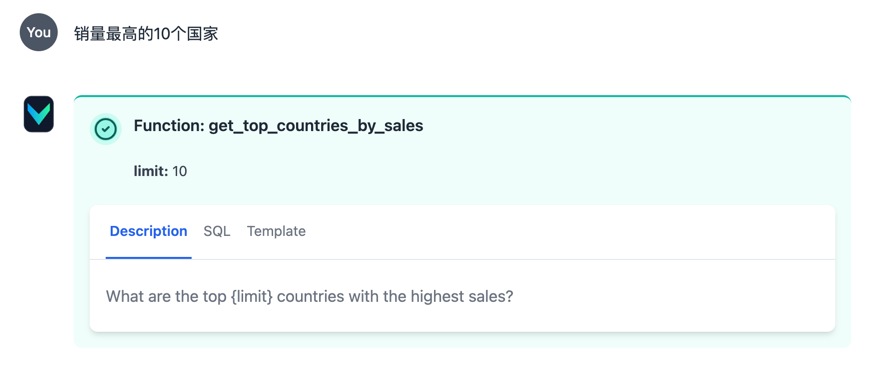 You
销量最高的10个国家
Function: get_top_countries_by_sales
limit: 10
Description SQL Template
What are the top {limit} countries with the highest sales?